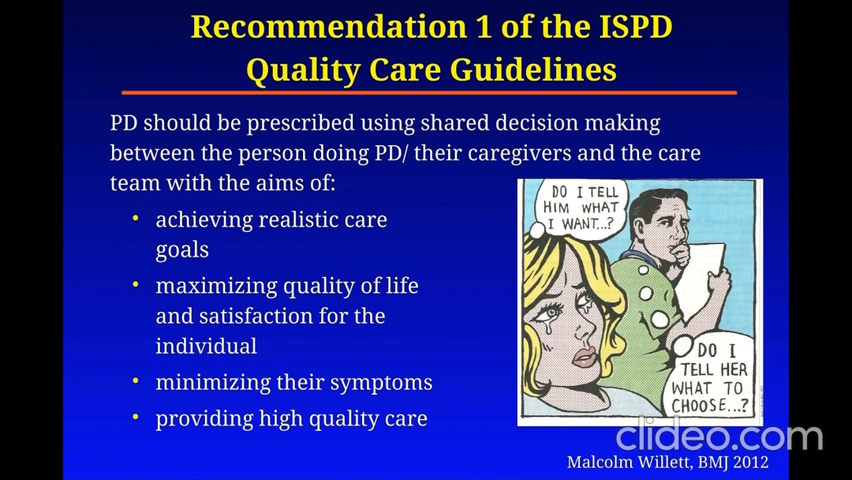 Recommendation 1 of the ISPD
Quality Care Guidelines
PD should be prescribed using shared decision making
between the person doing PD/ their caregivers and the care
team with the aims of:
• achieving realistic care
goals
• maximizing quality of life
and satisfaction for the
individual
• minimizing their symptoms
• providing high quality care
DO I TELL
HIM WHAT
I WANT..?
DO I
TELL HER
WHAT TO
CHOOSE...?
clideo.com
Malcolm Willett, BMJ 2012